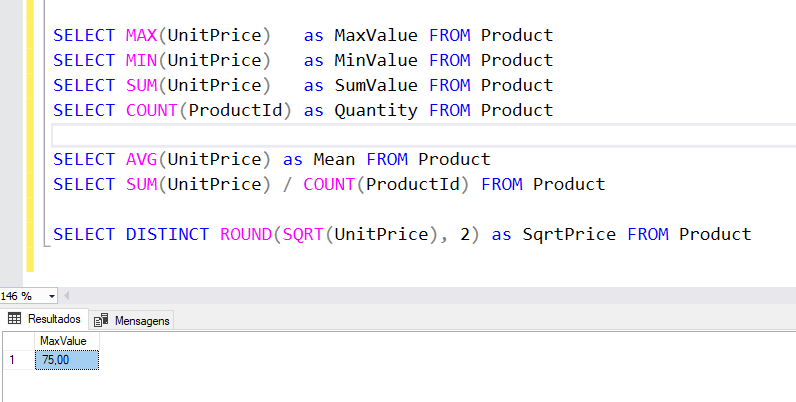 SELECT MAX(UnitPrice)   as MaxValue FROM Product
SELECT MIN(UnitPrice)   as MinValue FROM Product
SELECT SUM(UnitPrice)   as SumValue FROM Product
SELECT COUNT(ProductId) as Quantity FROM Product
SELECT AVG(UnitPrice) as Mean FROM Product
SELECT SUM(UnitPrice) / COUNT(ProductId) FROM Product
SELECT DISTINCT ROUND(SQRT(UnitPrice), 2) as SqrtPrice FROM Product
146 %
Resultados Mensagens
MaxValue
1 75,00